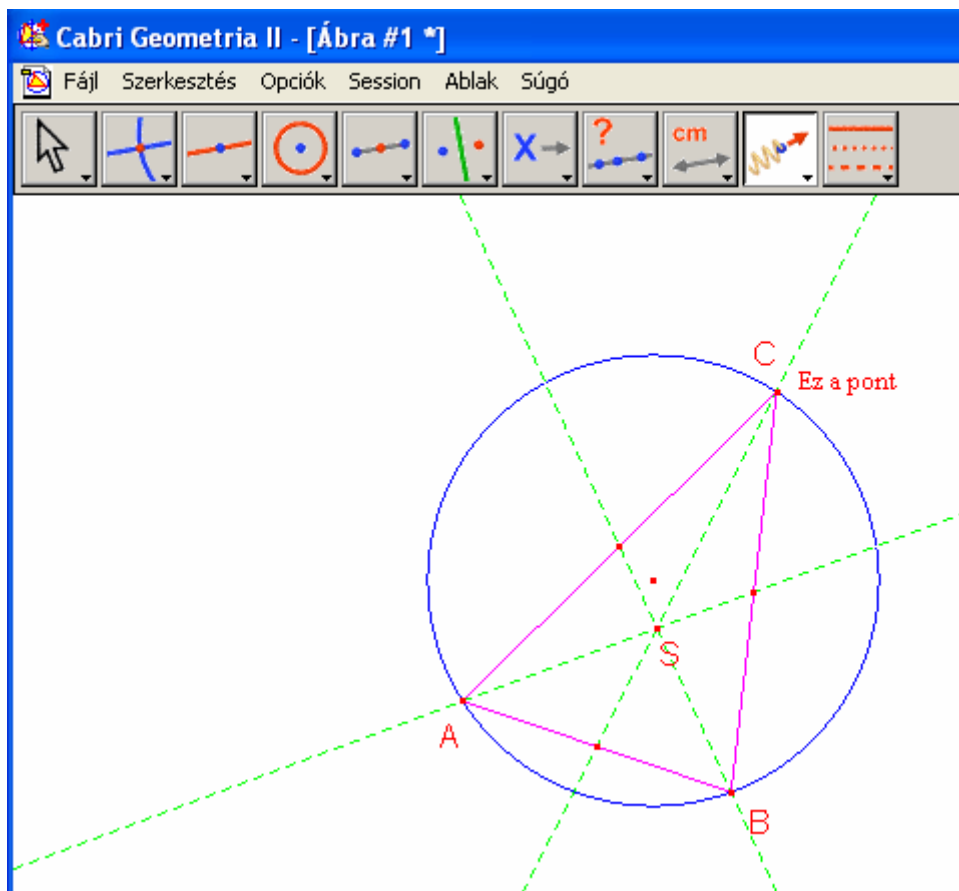 Cabri Geometria II - [Ábra #1 *]
Fájl Szerkesztés Opciók Session Ablak Súgó
? cm
C
Ez a pont
S
A
B